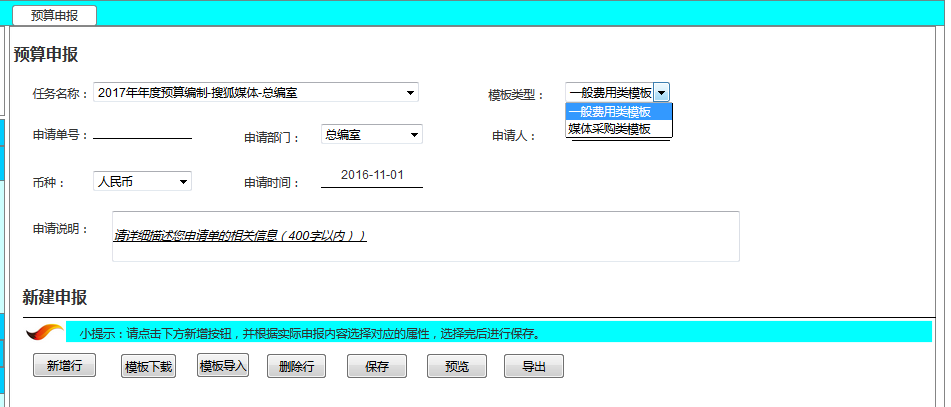 预算申报
预算申报
任务名称： 2017年年度预算编制-搜狐媒体-总编室 模板类型： 一般费用类模板
一般费用类模板
媒体采购类模板
申请单号： 申请部门： 总编室 申请人：
币种： 人民币 申请时间： 2016-11-01
申请说明： 请详细描述您申请单的相关信息（400字以内））
新建申报
小提示：请点击下方新增按钮，并根据实际申报内容选择对应的属性，选择完后进行保存。
新增行 模板下载 模板导入 删除行 保存 预览 导出